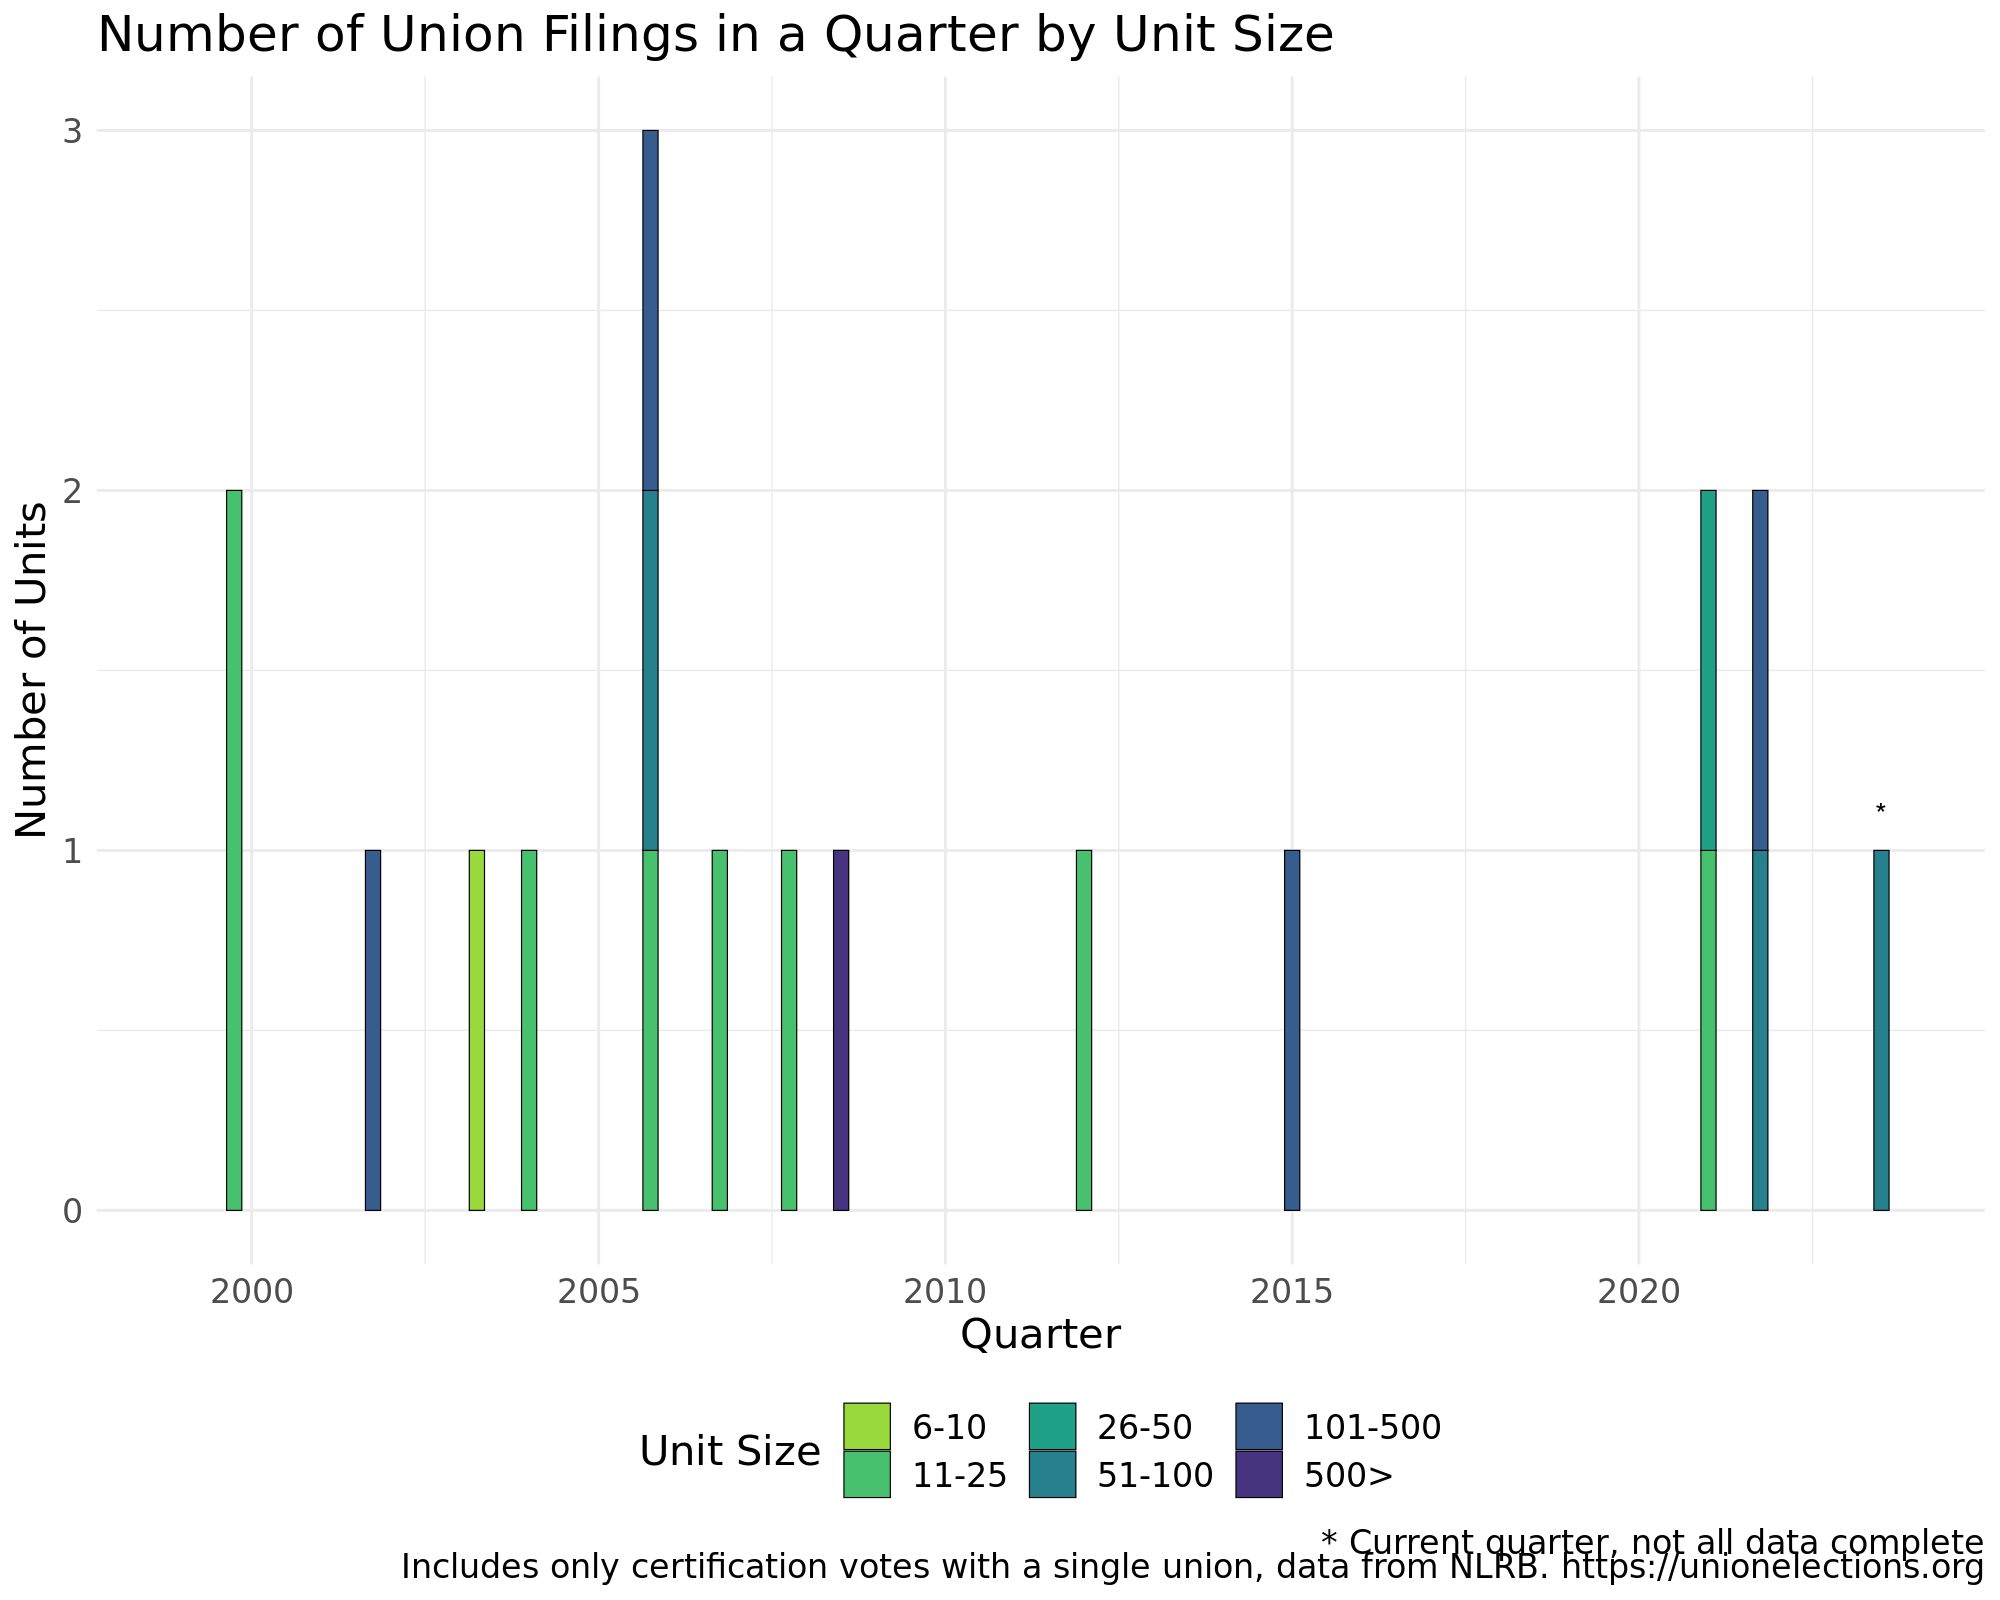 Number of Union Filings in a Quarter by Unit Size
Number of Units
3
2
1
0
*
2000 2005 2010 2015 2020
Quarter
Unit Size
6-10 26-50 101-500
11-25 51-100 500>
* Current quarter, not all data complete
Includes only certification votes with a single union, data from NLRB. https://unionelections.org